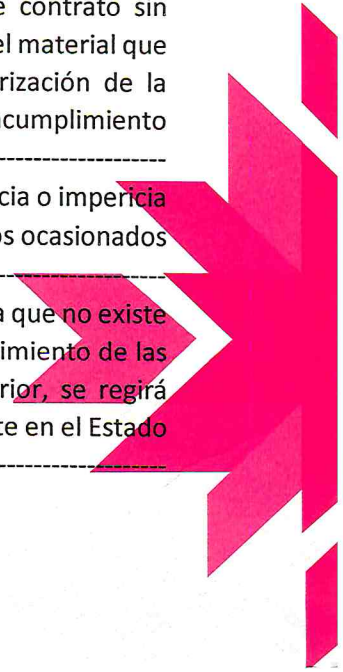 contrato sin
el material que
rización de la
ncumplimiento
----------------------
cia o impericia
os ocasionados
----------------------
a que no existe
imiento de las
rior, se regirá
te en el Estado
----------------------